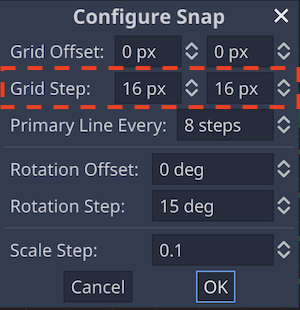 Configure Snap
Grid Offset: 0 px 0 px
Grid Step: 16 px 16 px
Primary Line Every: 8 steps
Rotation Offset: 0 deg
Rotation Step: 15 deg
Scale Step: 0.1
Cancel OK